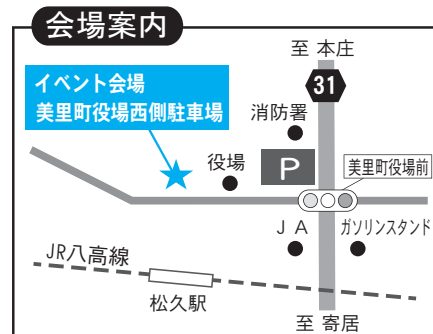 会場案内
至 本庄
31
イベント会場
美里町役場西側駐車場
消防署
役場
P
美里町役場前
JA
ガソリンスタンド
JR八高線
松久駅
至 寄居